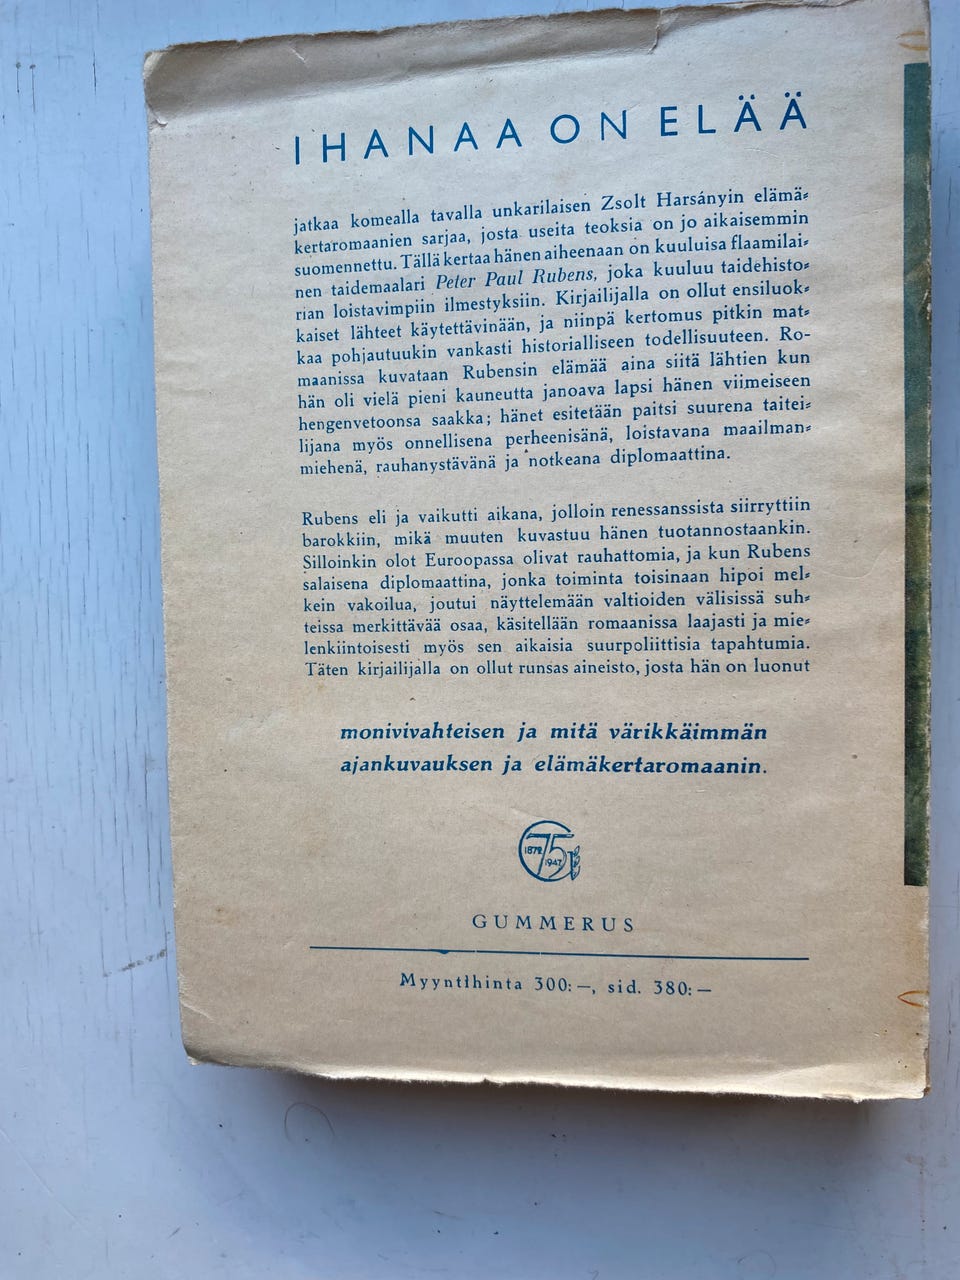 IHANAA ON ELÄÄ
jatkaa komealla tavalla unkarilaisen Zsolt Harsányin elämä-
kertaromaanien sarjaa, josta useita teoksia on jo aikaisemmin
suomennettu. Tällä kertaa hänen aiheenaan on kuuluisa flaamilai-
nen taidemaalari Peter Paul Rubens, joka kuuluu taidehisto-
rian loistavimpiin ilmestyksiin. Kirjailijalla on ollut ensiluok-
kaiset lähteet käytettävinään, ja niinpä kertomus pitkin mat-
kaa pohjautuukin vankasti historialliseen todellisuuteen. Ro-
maanissa kuvataan Rubensin elämää aina siitä lähtien kun
hän oli vielä pieni kauneutta janoava lapsi hänen viimeiseen
hengenvetoonsa saakka; hänet esitetään paitsi suurena taitei-
lijana myös onnellisena perheenisänä, loistavana maailman-
miehenä, rauhanystävänä ja notkeana diplomaattina.
Rubens eli ja vaikutti aikana, jolloin renessanssista siirryttiin
barokkiin, mikä muuten kuvastuu hänen tuotannostaankin.
Silloinkin olot Euroopassa olivat rauhattomia, ja kun Rubens
salaisena diplomaattina, jonka toiminta toisinaan hipoi mel-
kein vakoilua, joutui näyttelemään valtioiden välisissä suh-
teissa merkittävää osaa, käsitellään romaanissa laajasti ja mie-
lenkiintoisesti myös sen aikaisia suurpoliittisia tapahtumia.
Täten kirjailijalla on ollut runsas aineisto, josta hän on luonut
monivivahteisen ja mitä värikkäimmän
ajankuvauksen ja elämäkertaromaanin.
1872 75 1947
GUMMERUS
Myyntihinta 300:—, sid. 380:—